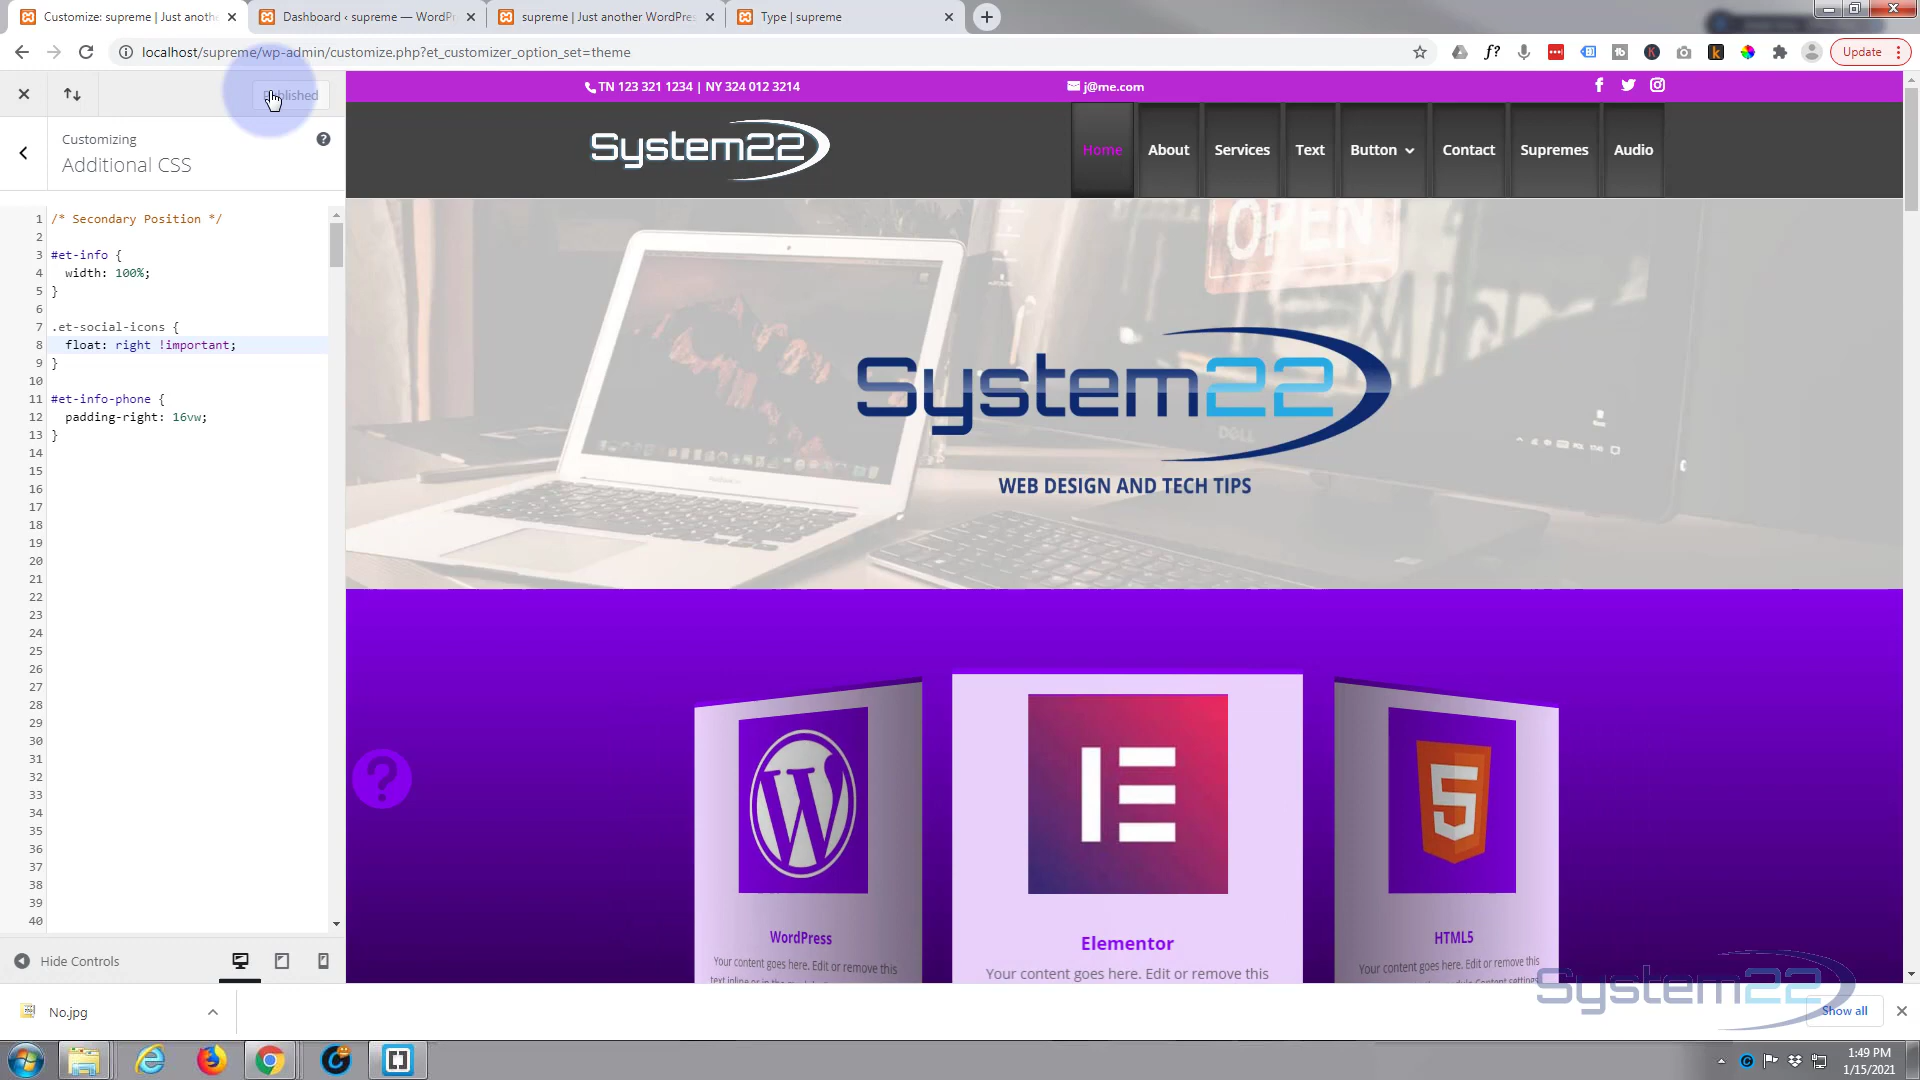 Customize: supreme | Just anoth
Dashboard ‹ supreme — WordPr
supreme | Just another WordPres
Type | supreme
localhost/supreme/wp-admin/customize.php?et_customizer_option_set=theme
Update
Published
Customizing
Additional CSS
1 /* Secondary Position */
2
3 #et-info {
4 width: 100%;
5 }
6
7 .et-social-icons {
8 float: right !important;
9 }
10
11 #et-info-phone {
12 padding-right: 16vw;
13 }
14
15
16
17
18
19
20
21
22
23
24
25
26
27
28
29
30
31
32
33
34
35
36
37
38
39
40
Hide Controls
TN 123 321 1234 | NY 324 012 3214
j@me.com
System22
Home About Services Text Button Contact Supremes Audio
OPEN
DELL
System22
WEB DESIGN AND TECH TIPS
WordPress
Your content goes here. Edit or remove this
Elementor
Your content goes here. Edit or remove this
HTML5
Your content goes here. Edit or remove this
System22
No.jpg
Show all
1:49 PM
1/15/2021